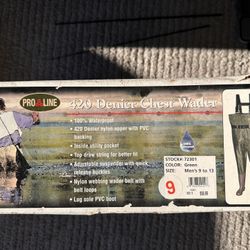 PRO LINE
420 Denier Chest Wader
• 100% Waterproof
• 420 Denier nylon upper with PVC
backing
• Inside utility pocket
• Top draw string for better fit
• Adjustable suspender with quick
release buckles
• Nylon webbing wader belt with
belt loops
• Lug sole PVC boot
STOCK#: 72301
COLOR: Green
SIZE: Men's 9 to 13
9